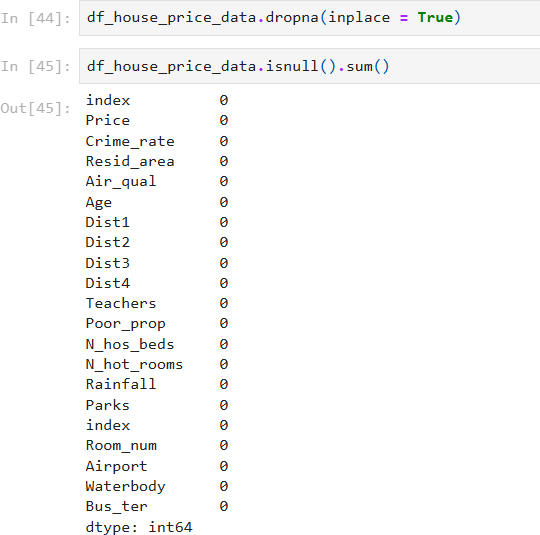 In [44]: df_house_price_data.dropna(inplace = True)
In [45]: df_house_price_data.isnull().sum()
Out[45]: index 0
Price 0
Crime_rate 0
Resid_area 0
Air_qual 0
Age 0
Dist1 0
Dist2 0
Dist3 0
Dist4 0
Teachers 0
Poor_prop 0
N_hos_beds 0
N_hot_rooms 0
Rainfall 0
Parks 0
index 0
Room_num 0
Airport 0
Waterbody 0
Bus_ter 0
dtype: int64